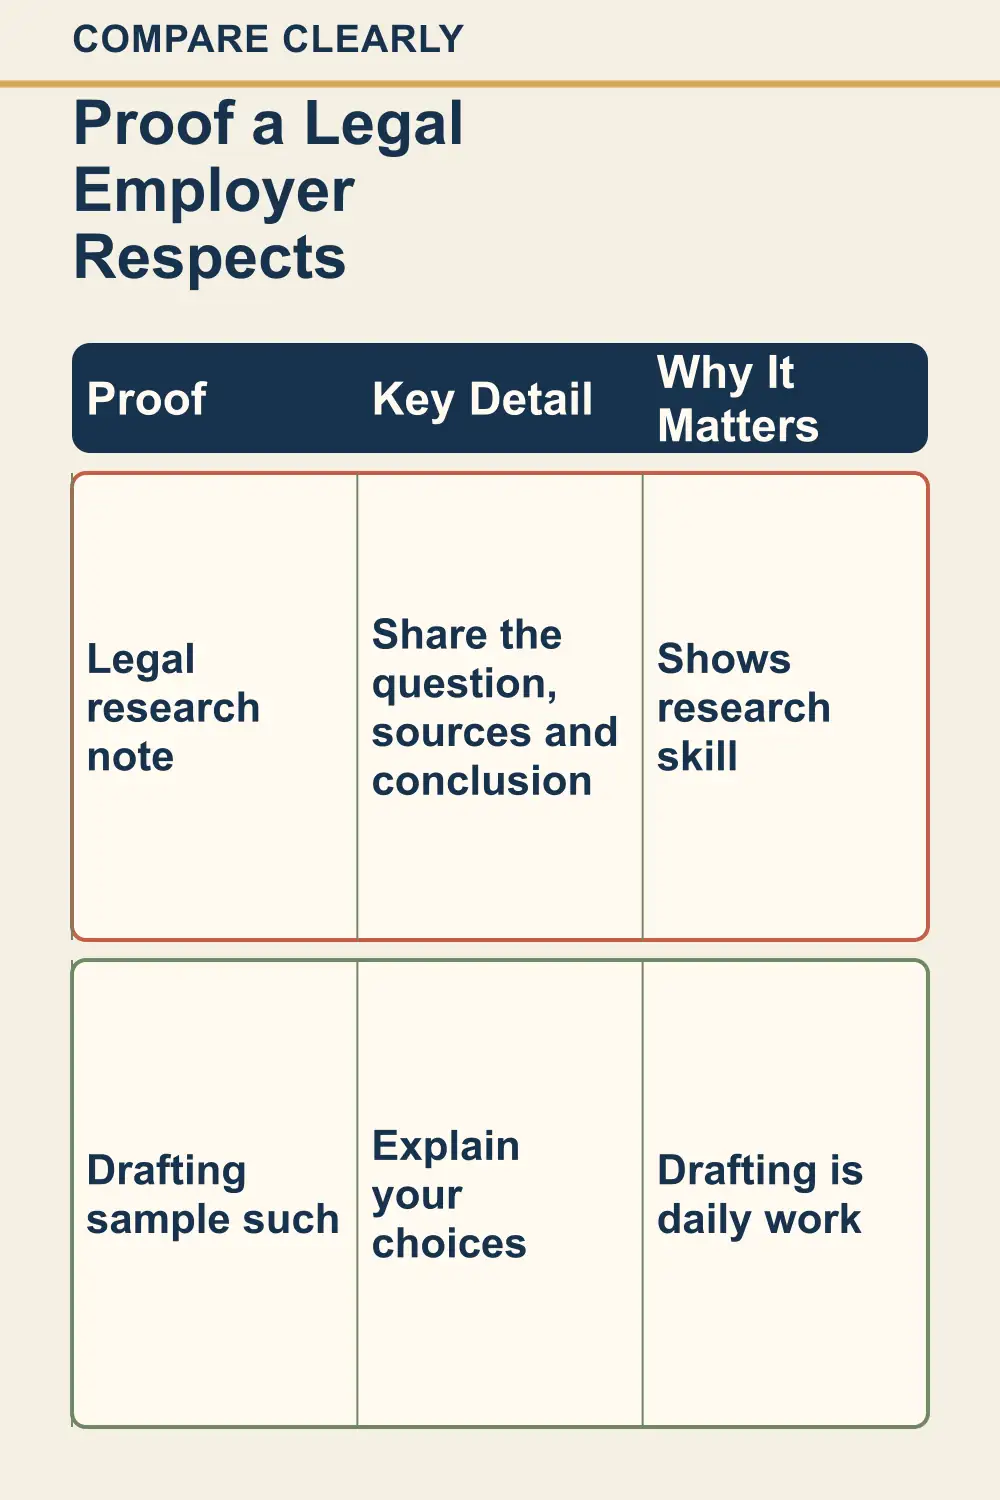 COMPARE CLEARLY
Proof a Legal
Employer
Respects
Proof
Key Detail
Why It
Matters
Legal
research
note
Share the
question,
sources and
conclusion
Shows
research
skill
Drafting
sample such
Explain
your
choices
Drafting is
daily work